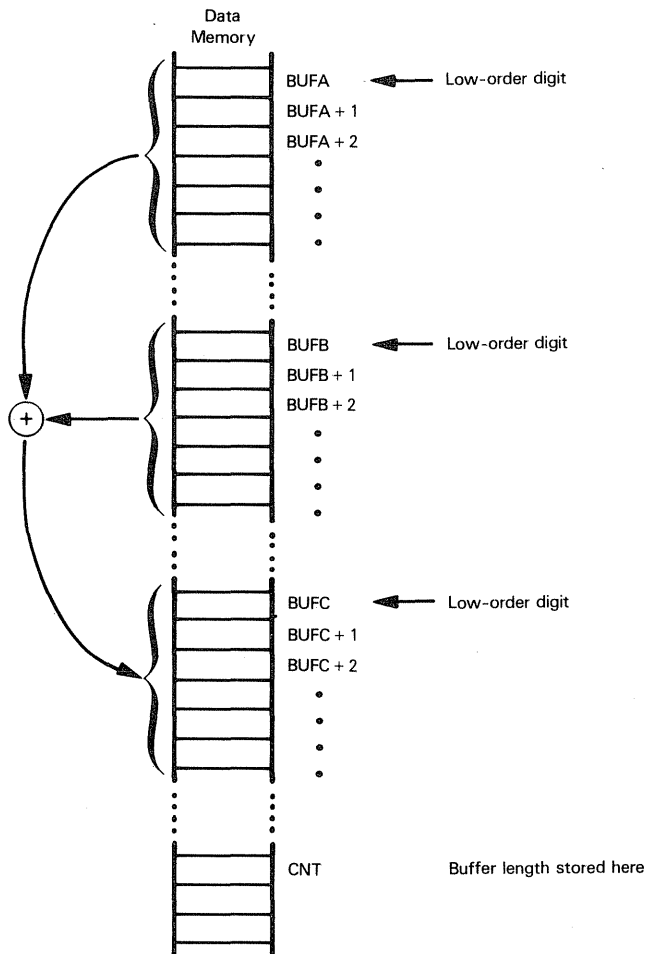 Data
Memory
BUFA Low-order digit
BUFA + 1
BUFA + 2
BUFB Low-order digit
BUFB + 1
BUFB + 2
+
BUFC Low-order digit
BUFC + 1
BUFC + 2
CNT Buffer length stored here